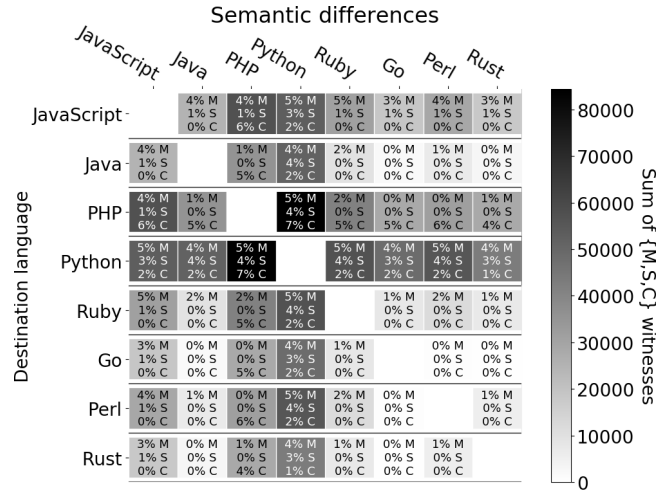 Semantic differences
JavaScript Java PHP Python Ruby Go Perl Rust
Destination language
JavaScript
4% M 4% M 5% M 5% M 3% M 4% M 3% M
1% S 1% S 3% S 1% S 1% S 1% S 1% S
0% C 6% C 2% C 0% C 0% C 0% C 0% C
Java
4% M 1% M 4% M 2% M 0% M 1% M 0% M
1% S 0% S 4% S 0% S 0% S 0% S 0% S
0% C 5% C 2% C 0% C 0% C 0% C 0% C
PHP
4% M 1% M 5% M 2% M 0% M 0% M 1% M
1% S 0% S 4% S 0% S 0% S 0% S 0% S
6% C 5% C 7% C 5% C 5% C 6% C 4% C
Python
5% M 4% M 5% M 5% M 4% M 5% M 4% M
3% S 4% S 4% S 4% S 3% S 4% S 3% S
2% C 2% C 7% C 2% C 2% C 2% C 1% C
Ruby
5% M 2% M 2% M 5% M 1% M 2% M 1% M
1% S 0% S 0% S 4% S 0% S 0% S 0% S
0% C 0% C 5% C 2% C 0% C 0% C 0% C
Go
3% M 0% M 0% M 4% M 1% M 0% M 0% M
1% S 0% S 0% S 3% S 0% S 0% S 0% S
0% C 0% C 5% C 2% C 0% C 0% C 0% C
Perl
4% M 1% M 0% M 5% M 2% M 0% M 1% M
1% S 0% S 0% S 4% S 0% S 0% S 0% S
0% C 0% C 6% C 2% C 0% C 0% C 0% C
Rust
3% M 0% M 1% M 4% M 1% M 0% M 1% M
1% S 0% S 0% S 3% S 0% S 0% S 0% S
0% C 0% C 4% C 1% C 0% C 0% C 0% C
80000
70000
60000
50000
40000
30000
20000
10000
0
Sum of {M,S,C} witnesses